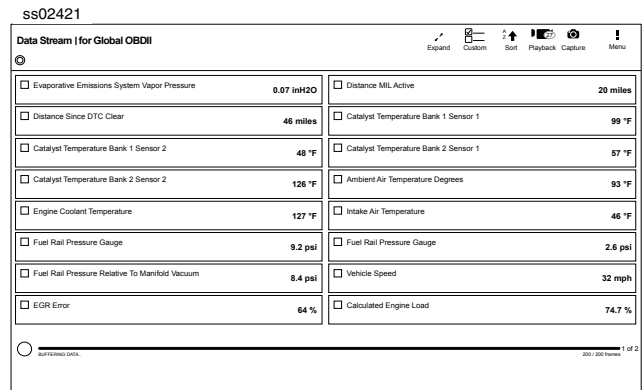 ss02421
Data Stream | for Global OBDII
Expand Custom Sort Playback Capture Menu
Evaporative Emissions System Vapor Pressure 0.07 inH2O
Distance MIL Active 20 miles
Distance Since DTC Clear 46 miles
Catalyst Temperature Bank 1 Sensor 1 99 °F
Catalyst Temperature Bank 1 Sensor 2 48 °F
Catalyst Temperature Bank 2 Sensor 1 57 °F
Catalyst Temperature Bank 2 Sensor 2 126 °F
Ambient Air Temperature Degrees 93 °F
Engine Coolant Temperature 127 °F
Intake Air Temperature 46 °F
Fuel Rail Pressure Gauge 9.2 psi
Fuel Rail Pressure Gauge 2.6 psi
Fuel Rail Pressure Relative To Manifold Vacuum 8.4 psi
Vehicle Speed 32 mph
EGR Error 64 %
Calculated Engine Load 74.7 %
1 of 2
BUFFERING DATA.. 200 / 200 frames